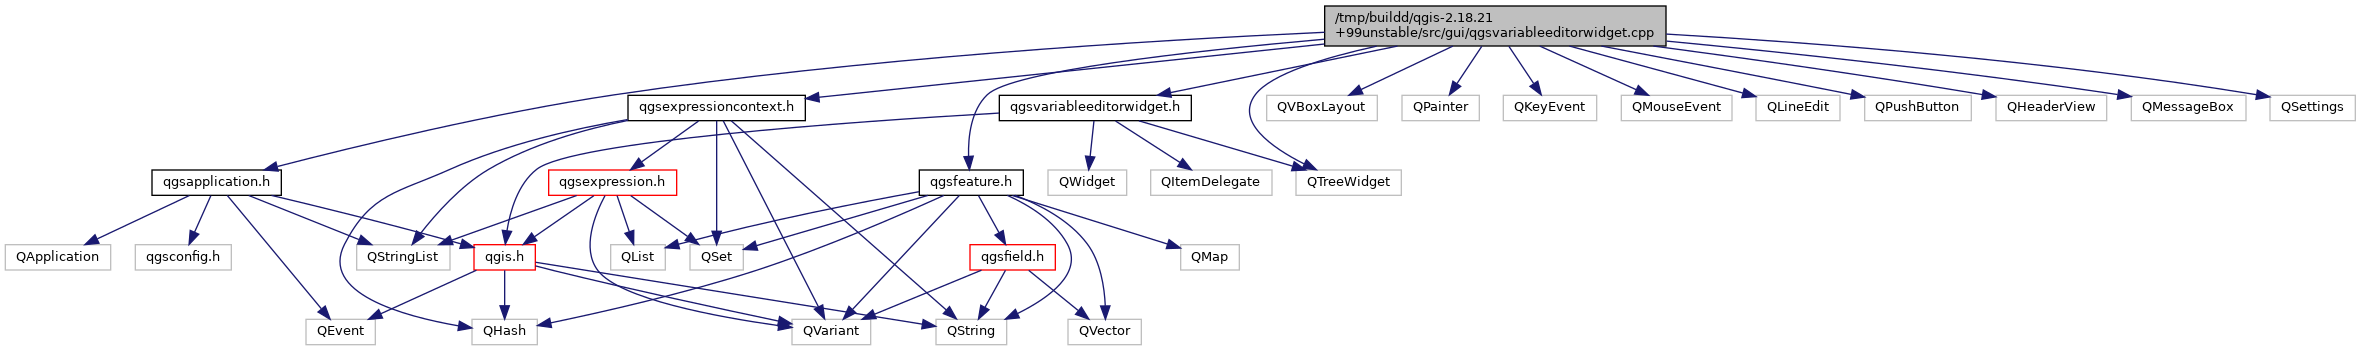 /tmp/buildd/qgis-2.18.21
+99unstable/src/gui/qgsvariableeditorwidget.cpp
qgsexpressioncontext.h
qgsvariableeditorwidget.h
QVBoxLayout
QPainter
QKeyEvent
QMouseEvent
QLineEdit
QPushButton
QHeaderView
QMessageBox
QSettings
qgsapplication.h
qgsexpression.h
qgsfeature.h
QWidget
QItemDelegate
QTreeWidget
QApplication
qgsconfig.h
QStringList
qgis.h
QList
QSet
qgsfield.h
QMap
QEvent
QHash
QVariant
QString
QVector